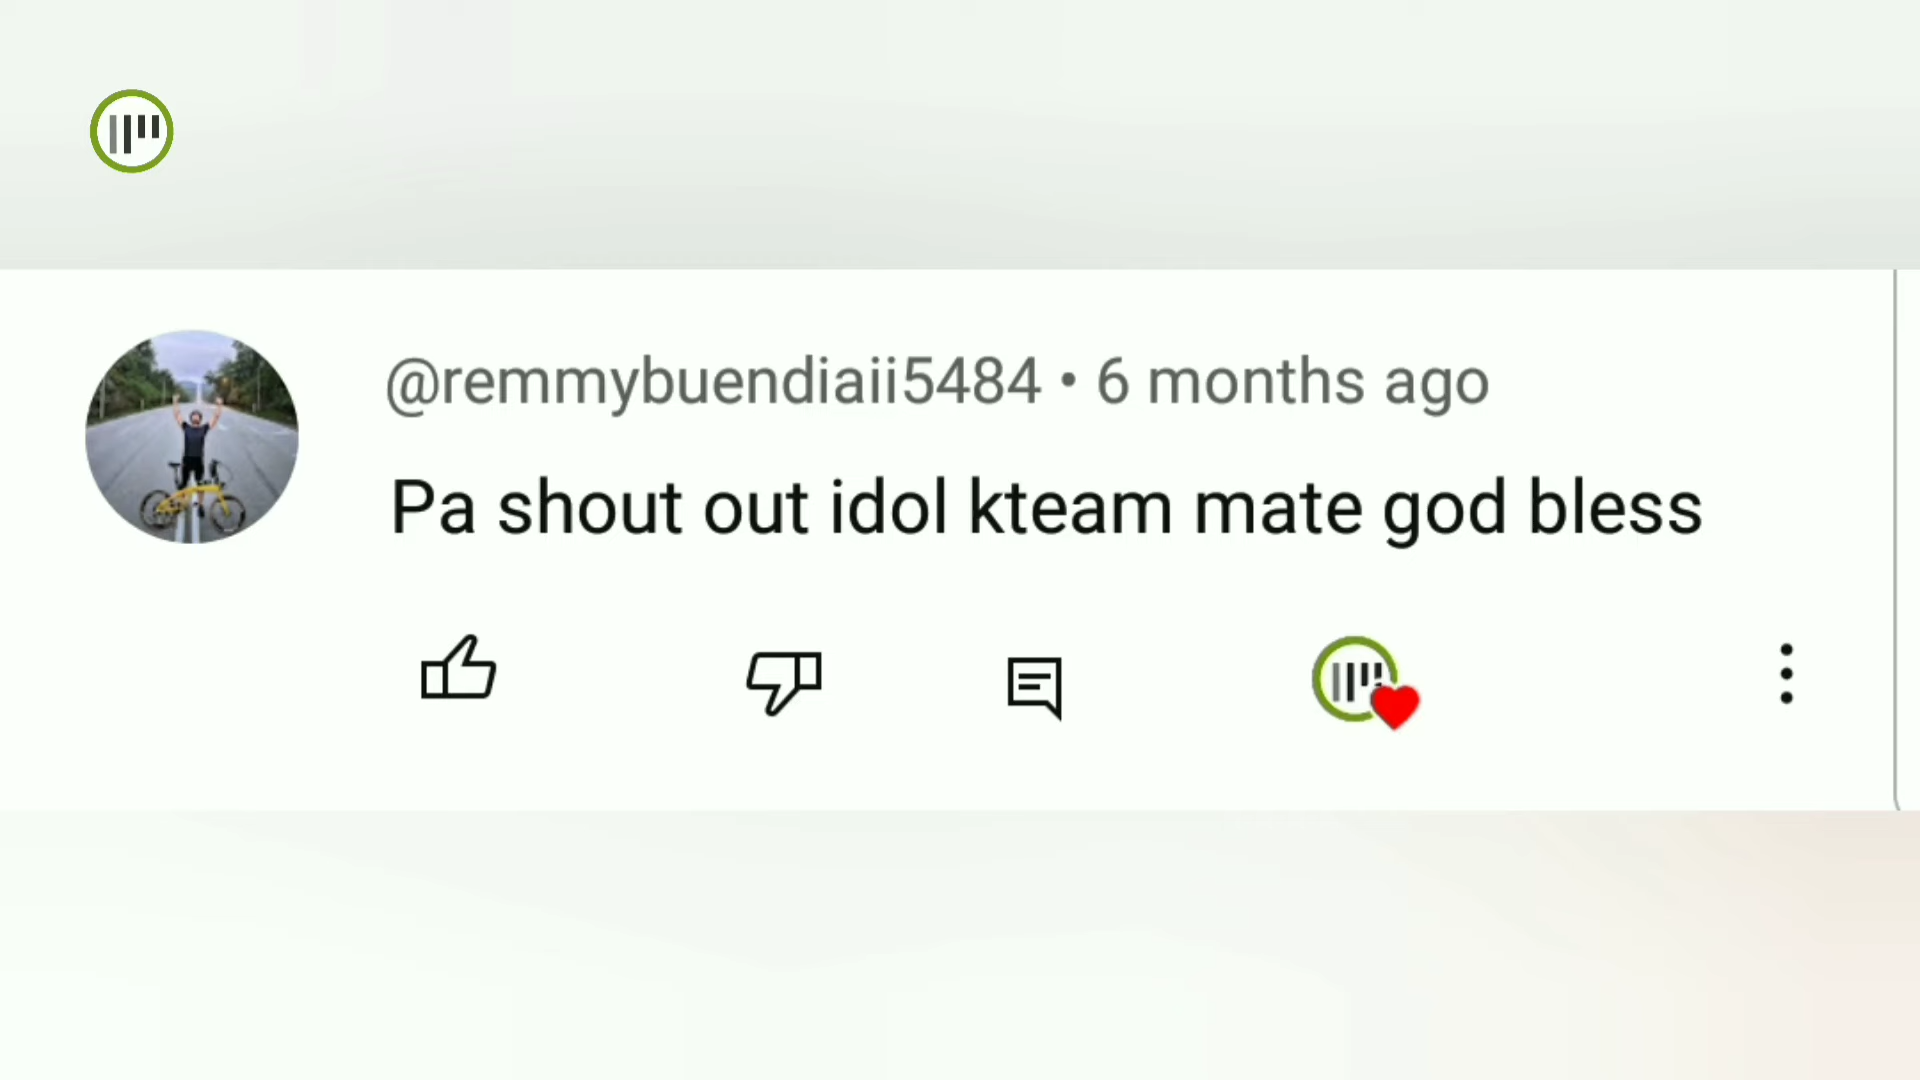 @remmybuendiaii5484 • 6 months ago
Pa shout out idol kteam mate god bless